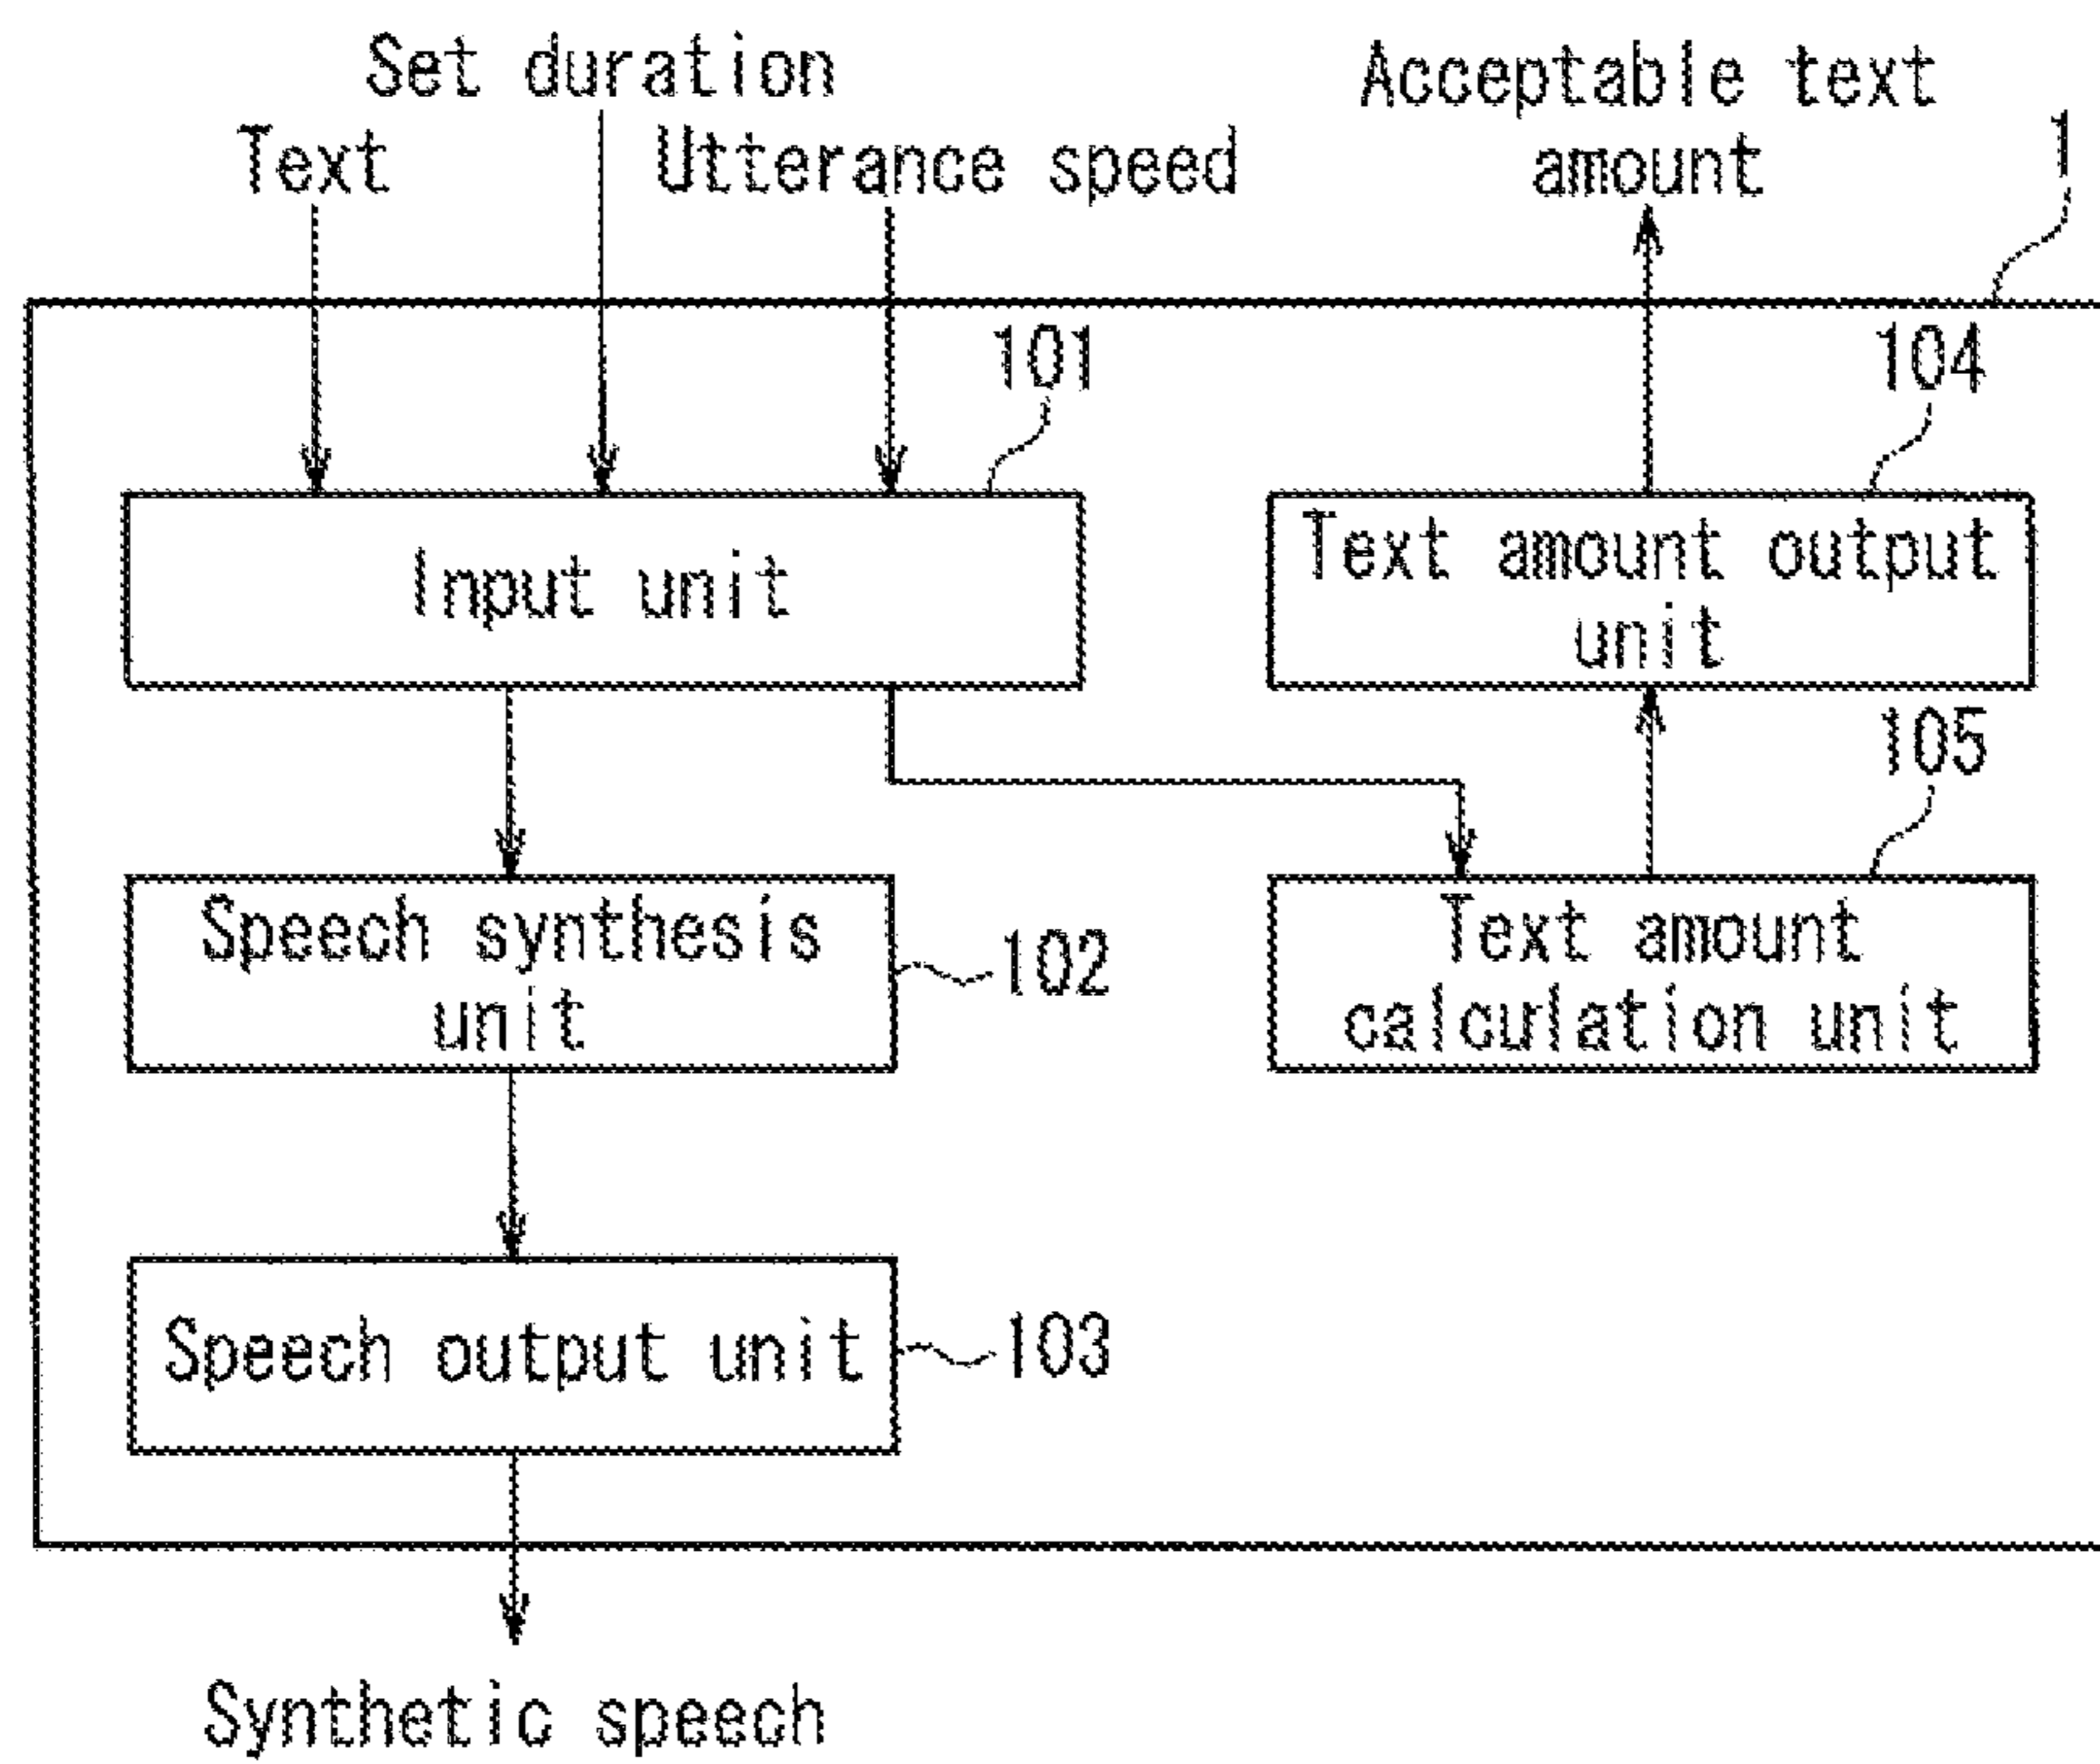 Set duration
Text
Utterance speed
Acceptable text
amount
1
101
104
Input unit
Text amount output
unit
105
Speech synthesis
unit
102
Text amount
calculation unit
Speech output unit
103
Synthetic speech